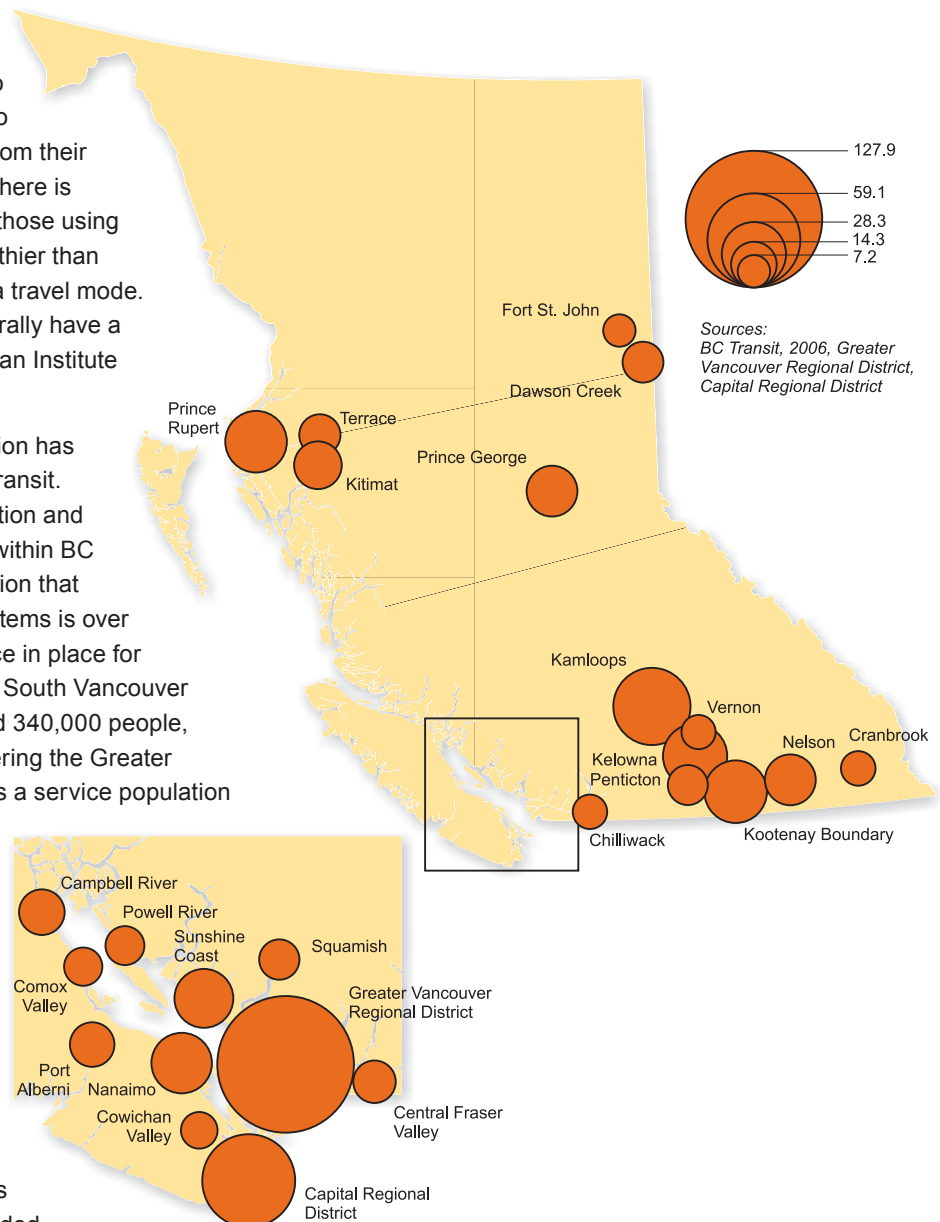 o
o
om their
here is
those using
thier than
a travel mode.
rally have a
an Institute
ion has
ransit.
tion and
within BC
ion that
tems is over
ce in place for
South Vancouver
d 340,000 people,
ering the Greater
s a service population
127.9
59.1
28.3
14.3
7.2
Sources:
BC Transit, 2006, Greater
Vancouver Regional District,
Capital Regional District
Fort St. John
Dawson Creek
Prince
Rupert
Terrace
Kitimat
Prince George
Kamloops
Vernon
Kelowna
Penticton
Nelson
Cranbrook
Chilliwack
Kootenay Boundary
Campbell River
Powell River
Sunshine
Coast
Squamish
Comox
Valley
Greater Vancouver
Regional District
Port
Alberni
Nanaimo
Cowichan
Valley
Central Fraser
Valley
Capital Regional
District
s